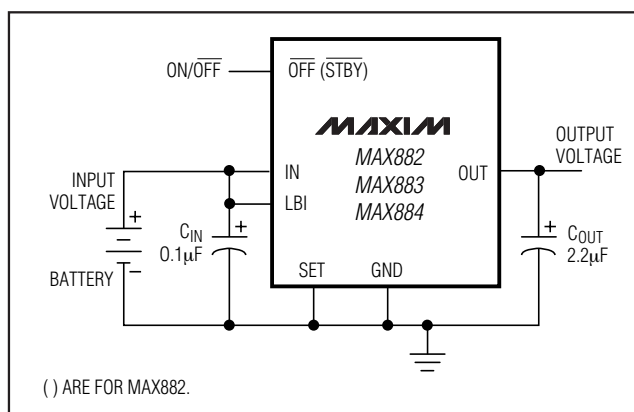 ON/OFF
OFF (STBY)
MAXIM
MAX882
MAX883
MAX884
IN
LBI
OUT
SET
GND
INPUT
VOLTAGE
+
−
BATTERY
CIN
0.1µF
+
OUTPUT
VOLTAGE
+
COUT
2.2µF
( ) ARE FOR MAX882.